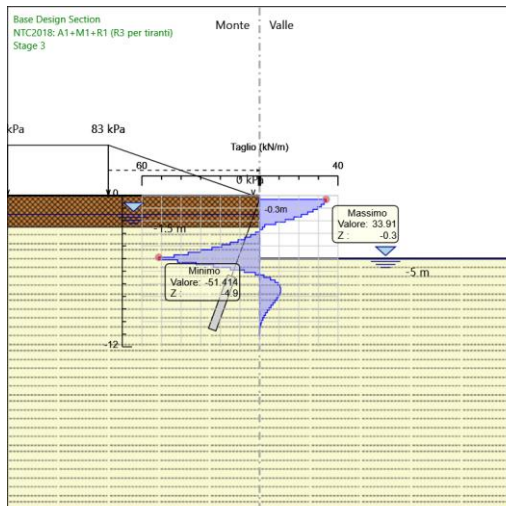 Base Design Section
NTC2018: A1+M1+R1 (R3 per tiranti)
Stage 3
Monte
Valle
kPa
83 kPa
Taglio (kN/m)
60
0 kPa
40
-0.3m
Massimo
Valore: 33.91
Z : -0.3
-1.5 m
Minimo
Valore: -51.414
Z : -4.9
-5 m
-12